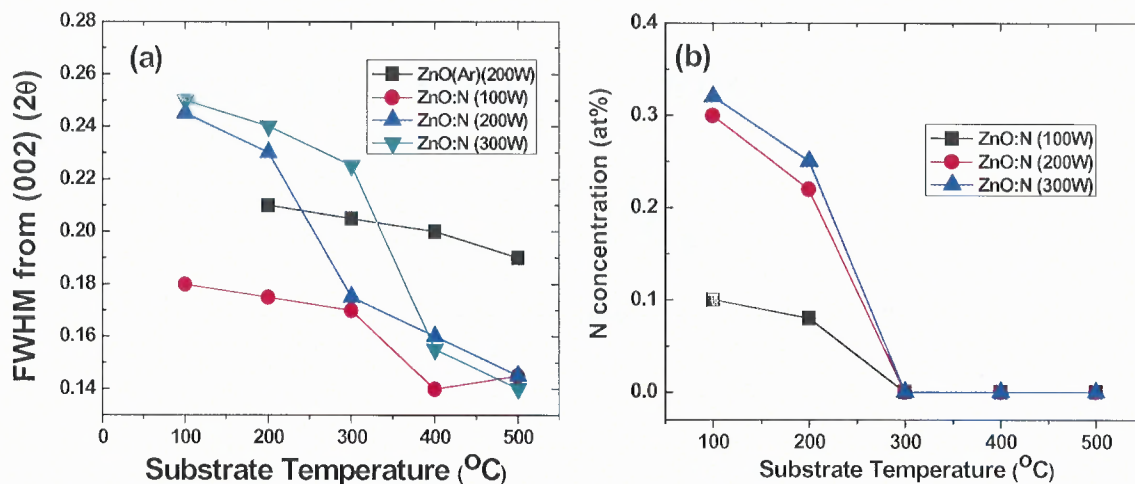 (a)
FWHM from (002) (2θ)
0.28
0.26
0.24
0.22
0.20
0.18
0.16
0.14
ZnO(Ar)(200W)
ZnO:N (100W)
ZnO:N (200W)
ZnO:N (300W)
0 100 200 300 400 500
Substrate Temperature (°C)
(b)
N concentration (at%)
0.4
0.3
0.2
0.1
0.0
ZnO:N (100W)
ZnO:N (200W)
ZnO:N (300W)
100 200 300 400 500
Substrate Temperature (°C)